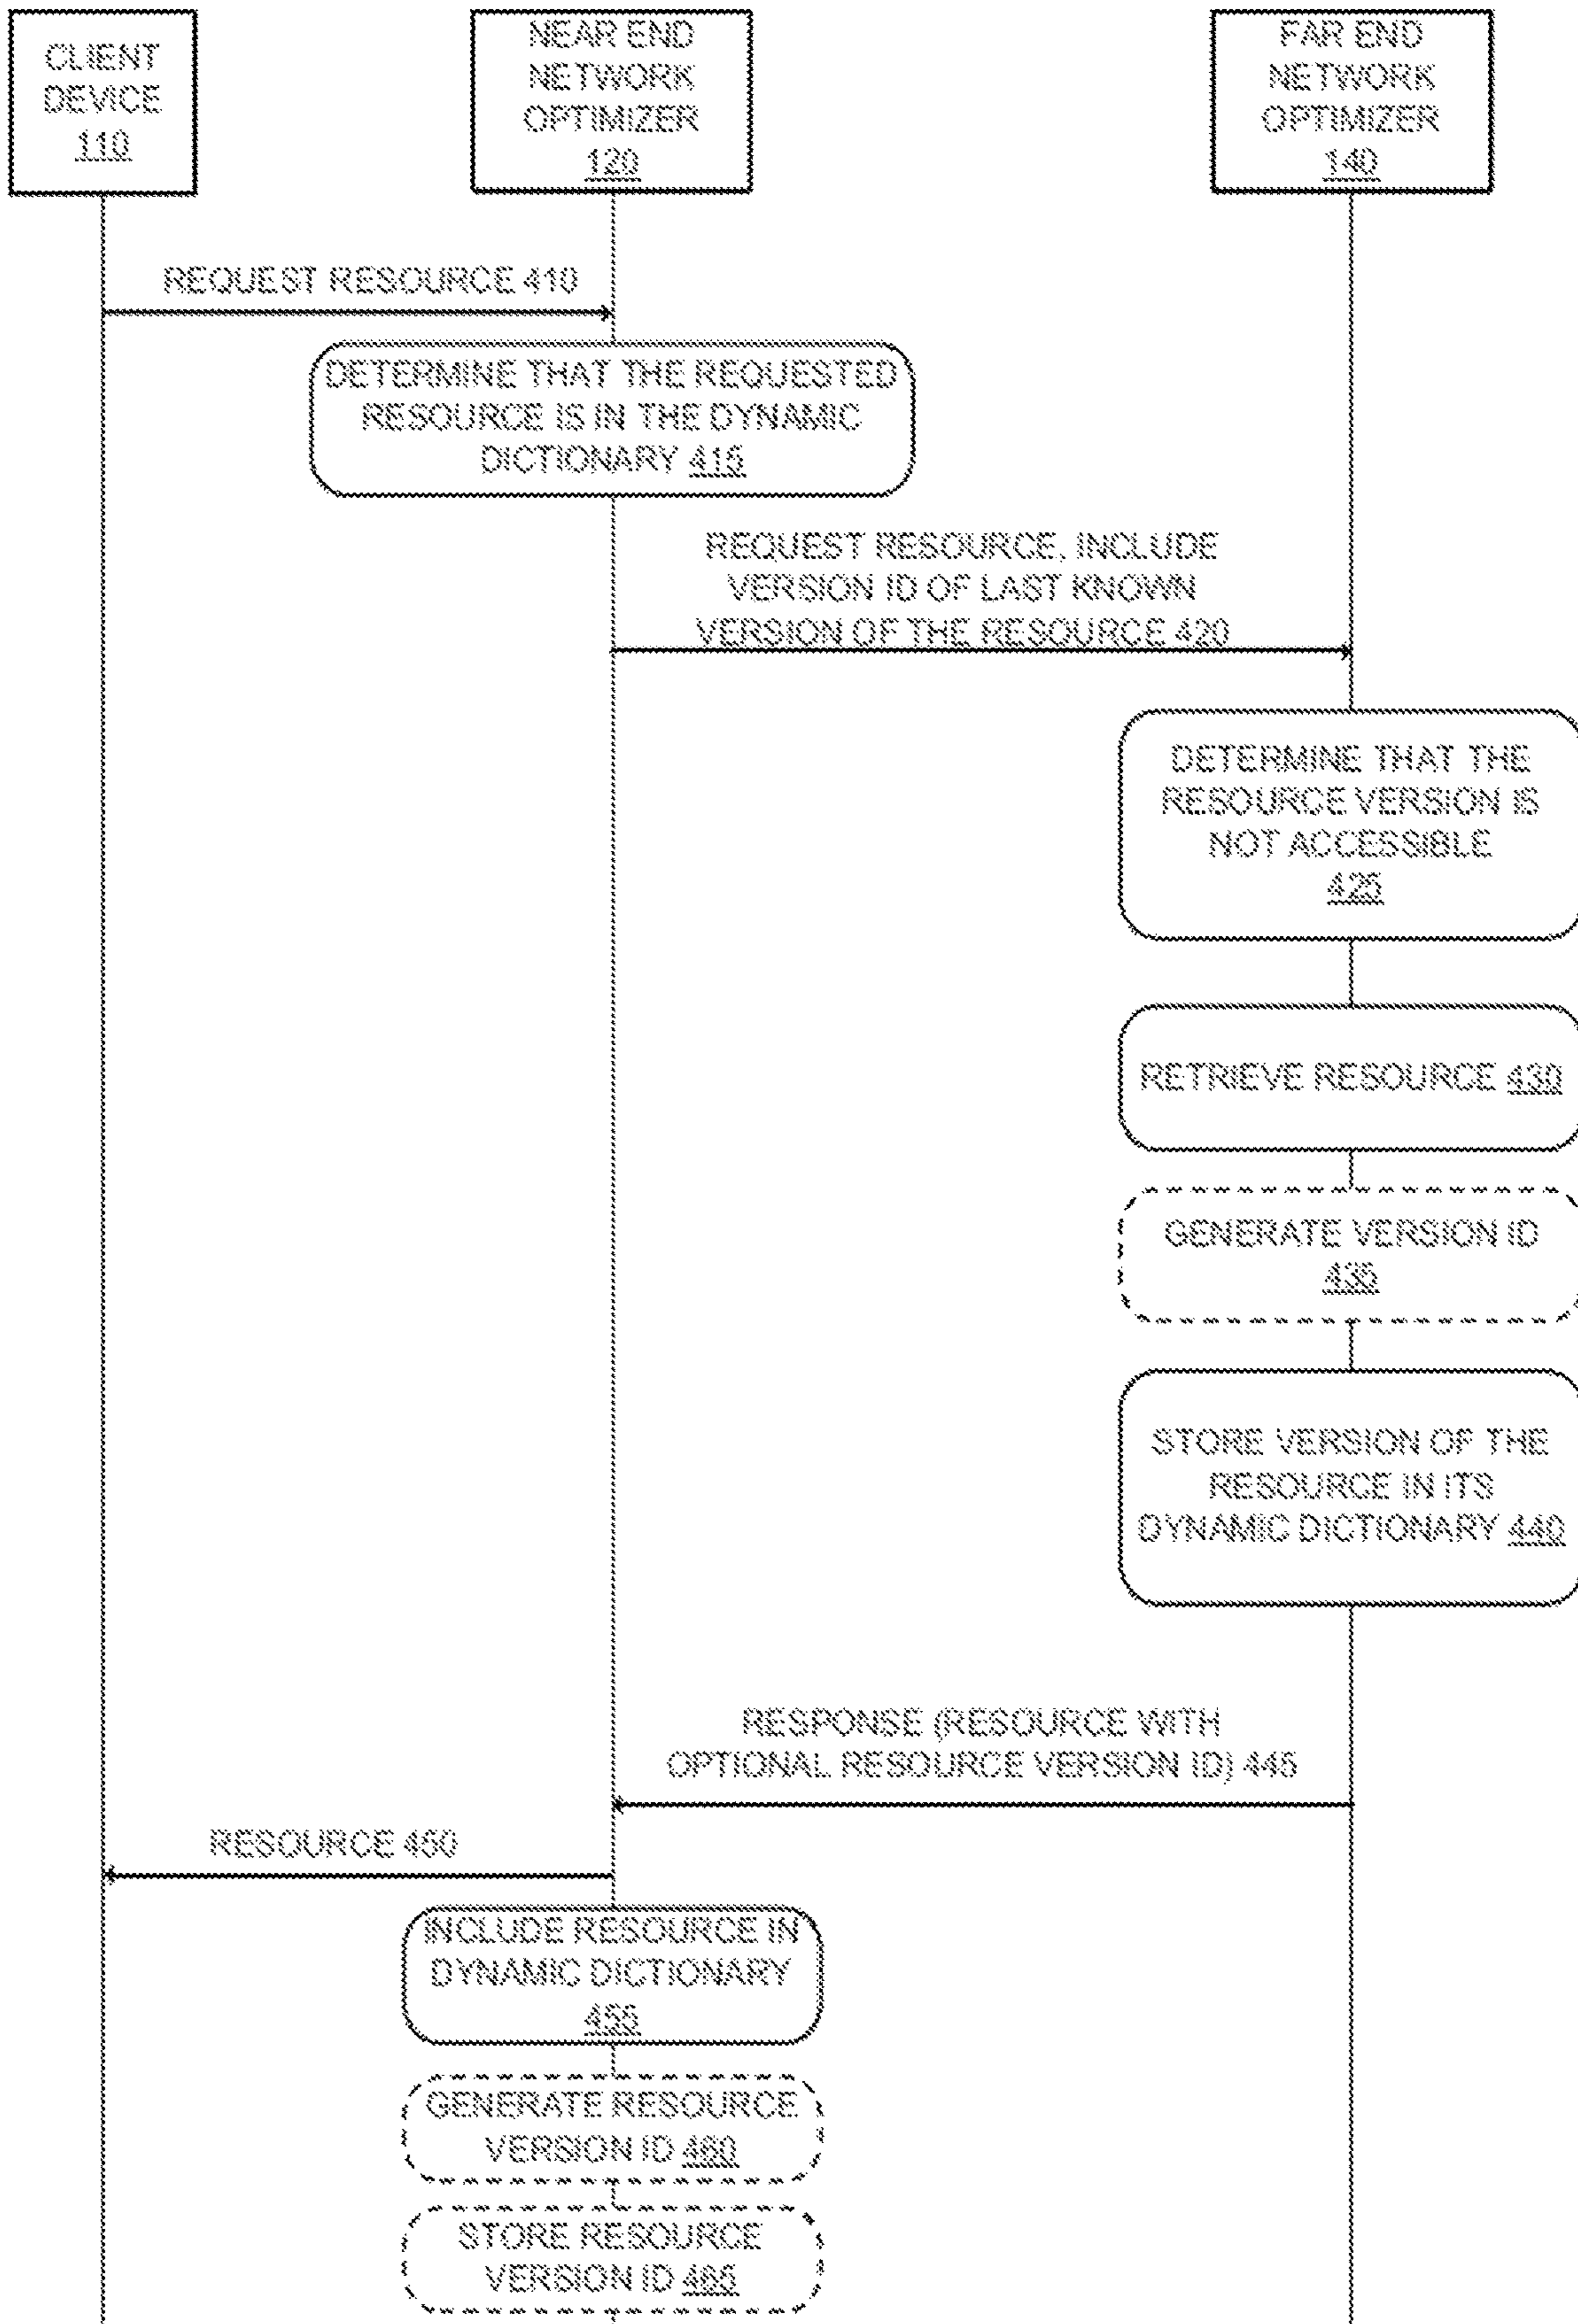 CLIENT
DEVICE
110
NEAR END
NETWORK
OPTIMIZER
120
FAR END
NETWORK
OPTIMIZER
140
REQUEST RESOURCE 410
DETERMINE THAT THE REQUESTED
RESOURCE IS IN THE DYNAMIC
DICTIONARY 415
REQUEST RESOURCE, INCLUDE
VERSION ID OF LAST KNOWN
VERSION OF THE RESOURCE 420
DETERMINE THAT THE
RESOURCE VERSION IS
NOT ACCESSIBLE
425
RETRIEVE RESOURCE 430
GENERATE VERSION ID
435
STORE VERSION OF THE
RESOURCE IN ITS
DYNAMIC DICTIONARY 440
RESPONSE (RESOURCE WITH
OPTIONAL RESOURCE VERSION ID) 445
RESOURCE 450
INCLUDE RESOURCE IN
DYNAMIC DICTIONARY
455
GENERATE RESOURCE
VERSION ID 460
STORE RESOURCE
VERSION ID 465